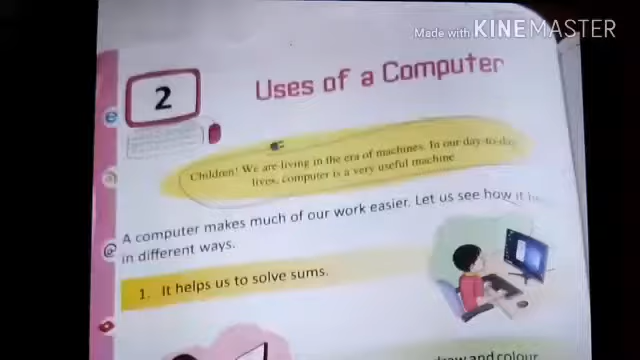 Made with KINEMASTER
2
Uses of a Computer
Children! We are living in the era of machines. In our day-to-day
lives, computer is a very useful machine
A computer makes much of our work easier. Let us see how it
in different ways.
1. It helps us to solve sums.
draw and colour